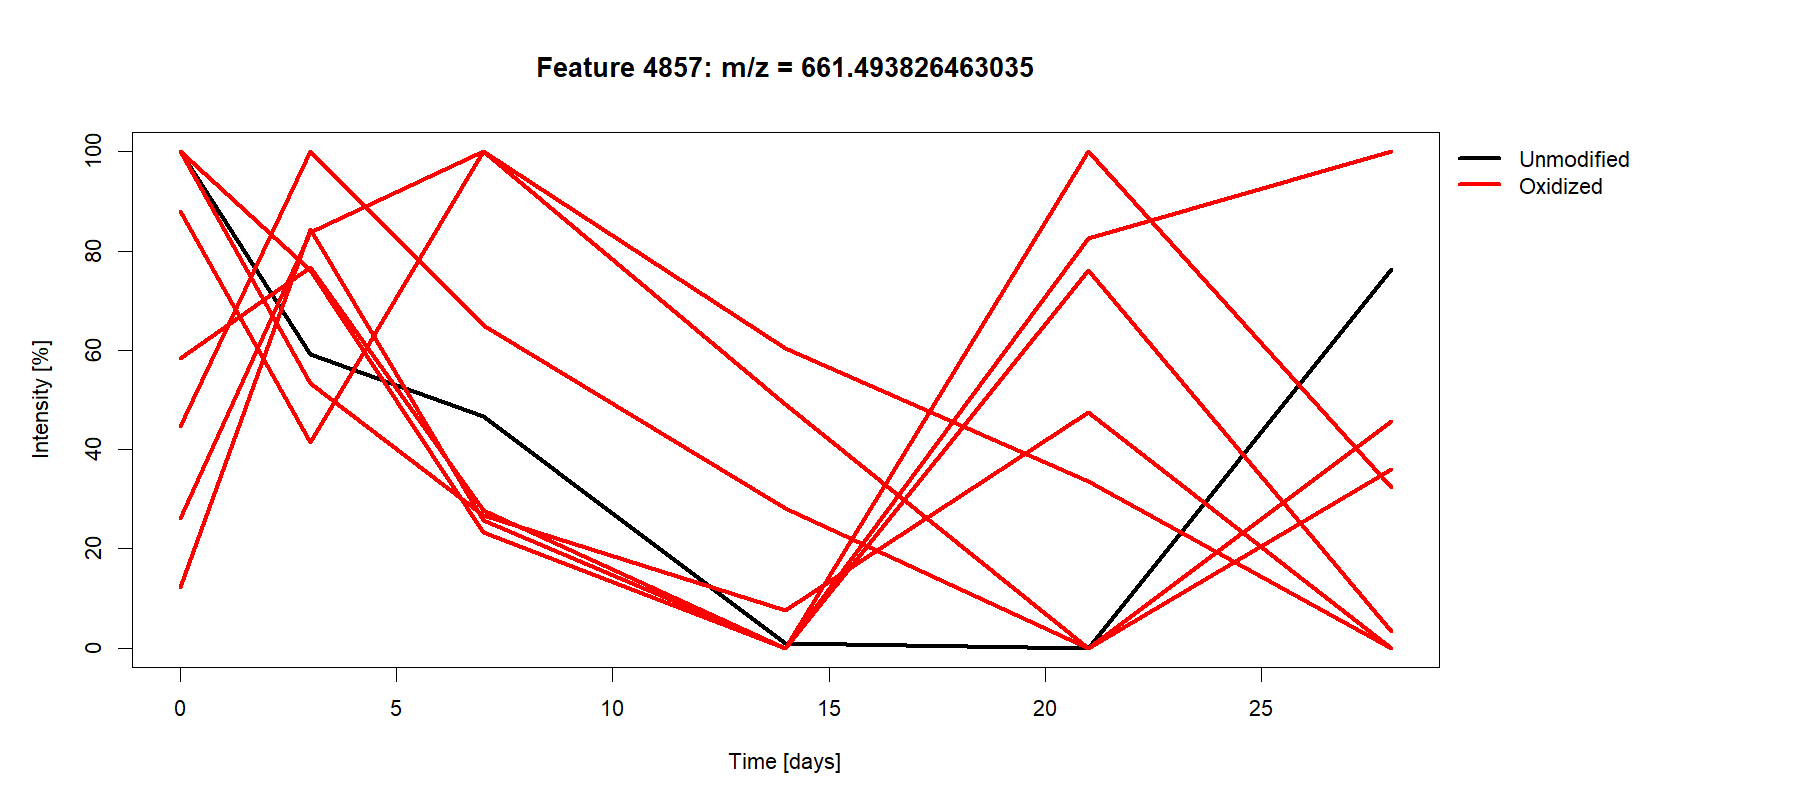 Feature 4857: m/z = 661.493826463035
Unmodified
Oxidized
100
80
60
40
20
0
Intensity [%]
0 5 10 15 20 25
Time [days]